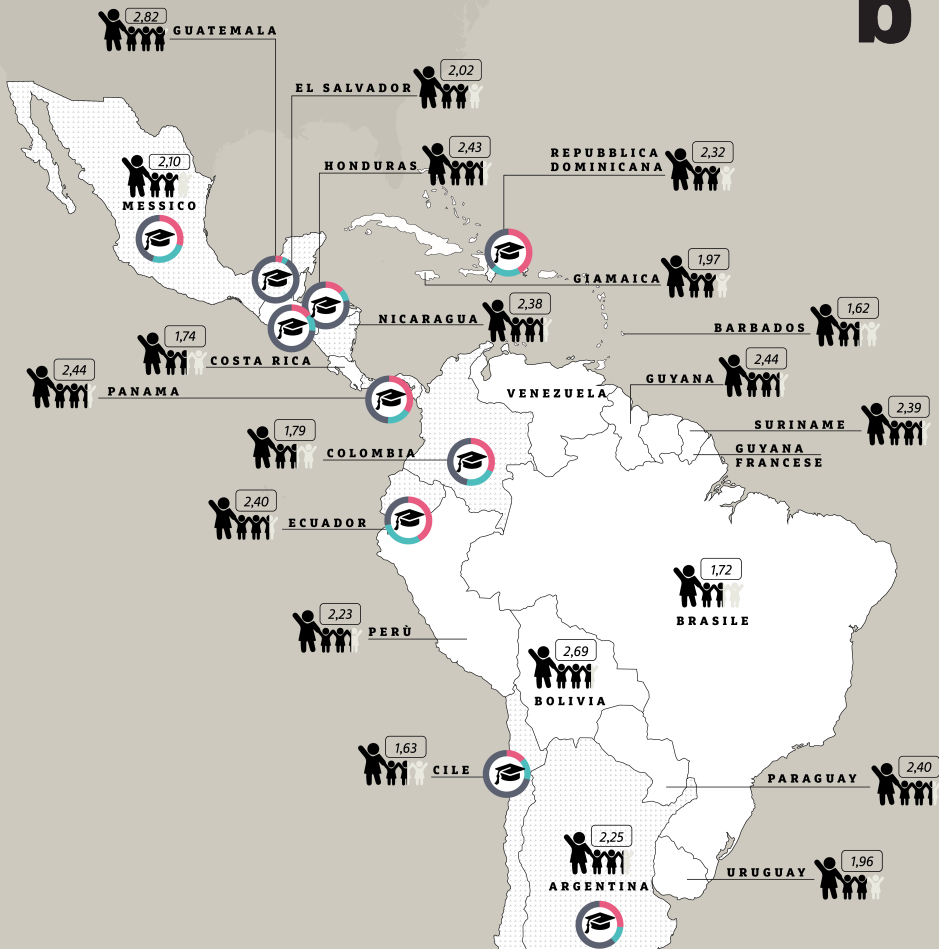 b
2,82
GUATEMALA
2,02
EL SALVADOR
2,43
HONDURAS
REPUBBLICA
DOMINICANA
2,32
2,10
MESSICO
1,97
GIAMAICA
2,38
NICARAGUA
1,62
BARBADOS
1,74
COSTA RICA
2,44
PANAMA
2,44
GUYANA
VENEZUELA
2,39
SURINAME
GUYANA
FRANCESE
1,79
COLOMBIA
2,40
ECUADOR
1,72
BRASILE
2,23
PERÙ
2,69
BOLIVIA
1,63
CILE
2,40
PARAGUAY
2,25
ARGENTINA
1,96
URUGUAY